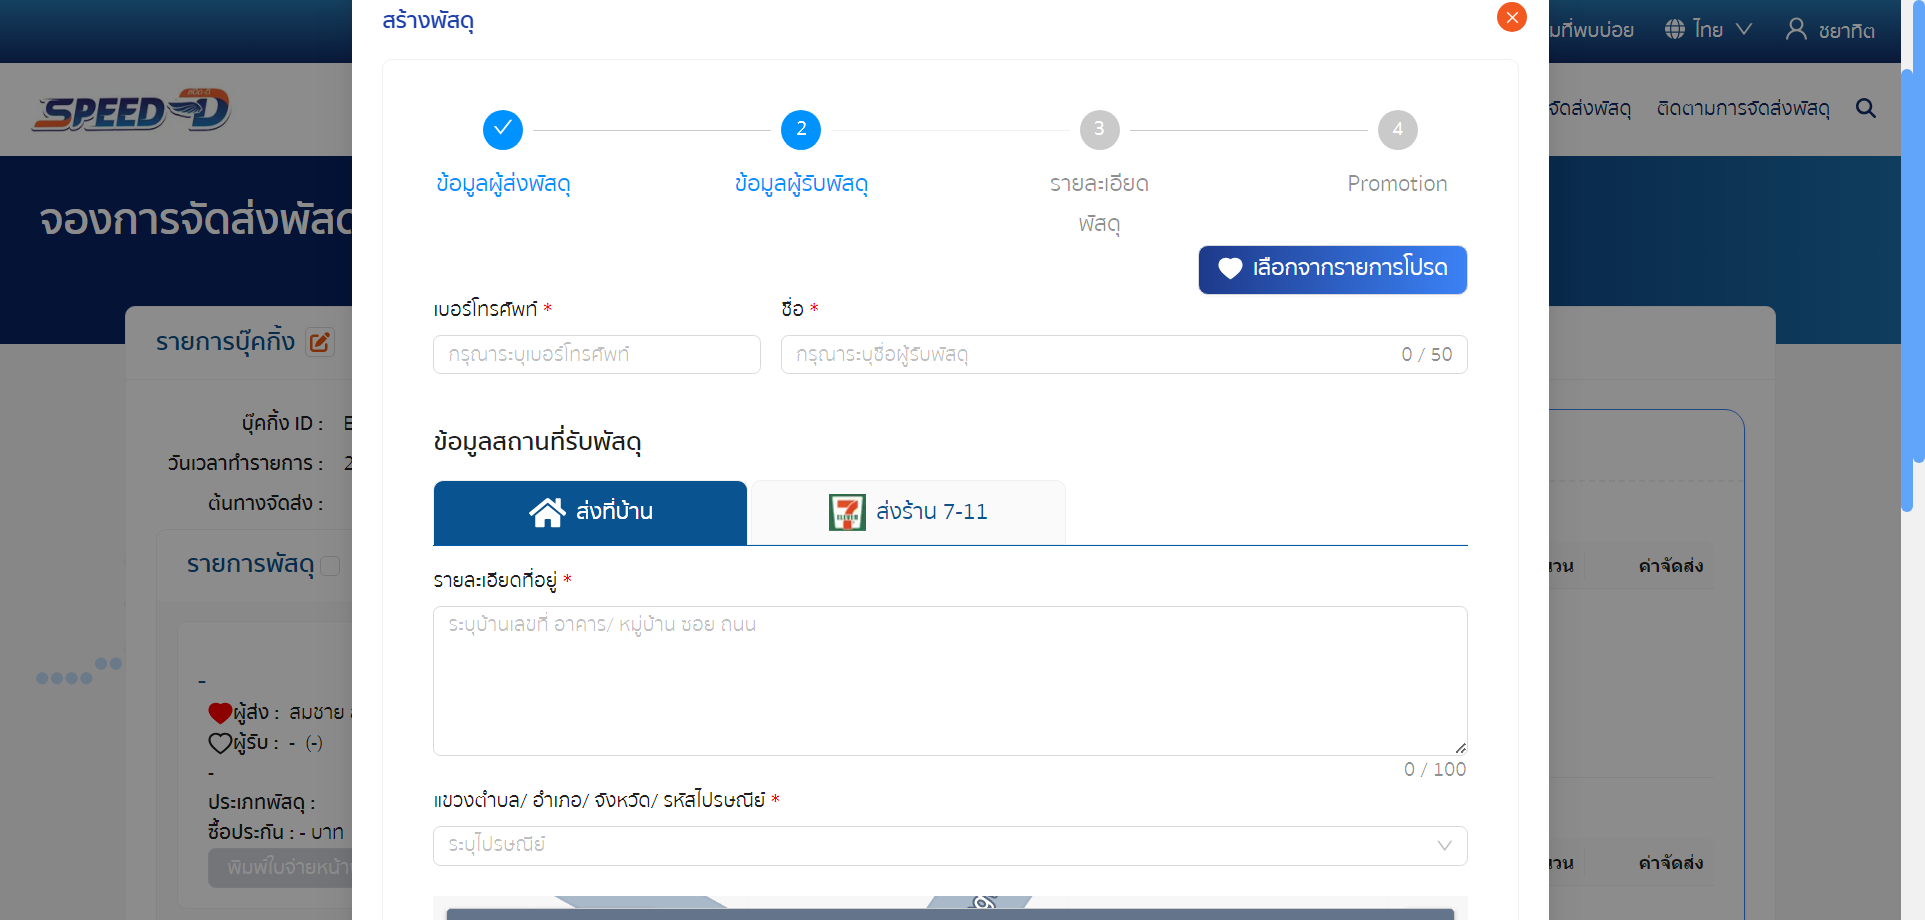 สร้างพัสดุ
มที่พบบ่อย
ไทย
ชยาทิต
SPEED-D
จัดส่งพัสดุ
ติดตามการจัดส่งพัสดุ
2
3
4
ข้อมูลผู้ส่งพัสดุ
ข้อมูลผู้รับพัสดุ
รายละเอียด
พัสดุ
Promotion
จองการจัดส่งพัสด
เลือกจากรายการโปรด
เบอร์โทรศัพท์ *
ชื่อ *
กรุณาระบุเบอร์โทรศัพท์
กรุณาระบุชื่อผู้รับพัสดุ
0 / 50
รายการบุ๊คกิ้ง
บุ๊คกิ้ง ID :
วันเวลาทำรายการ : 2
ต้นทางจัดส่ง :
ข้อมูลสถานที่รับพัสดุ
ส่งที่บ้าน
ELEVEN
ส่งร้าน 7-11
รายการพัสดุ
รายละเอียดที่อยู่ *
ระบุบ้านเลขที่ อาคาร/ หมู่บ้าน ซอย ถนน
0 / 100
นวน
ค่าจัดส่ง
-
ผู้ส่ง : สมชาย
ผู้รับ : - (-)
-
ประเภทพัสดุ :
ซื้อประกัน : - บาท
พิมพ์ใบจ่ายหน้า
แขวงตำบล/ อำเภอ/ จังหวัด/ รหัสไปรษณีย์ *
ระบุไปรษณีย์
นวน
ค่าจัดส่ง